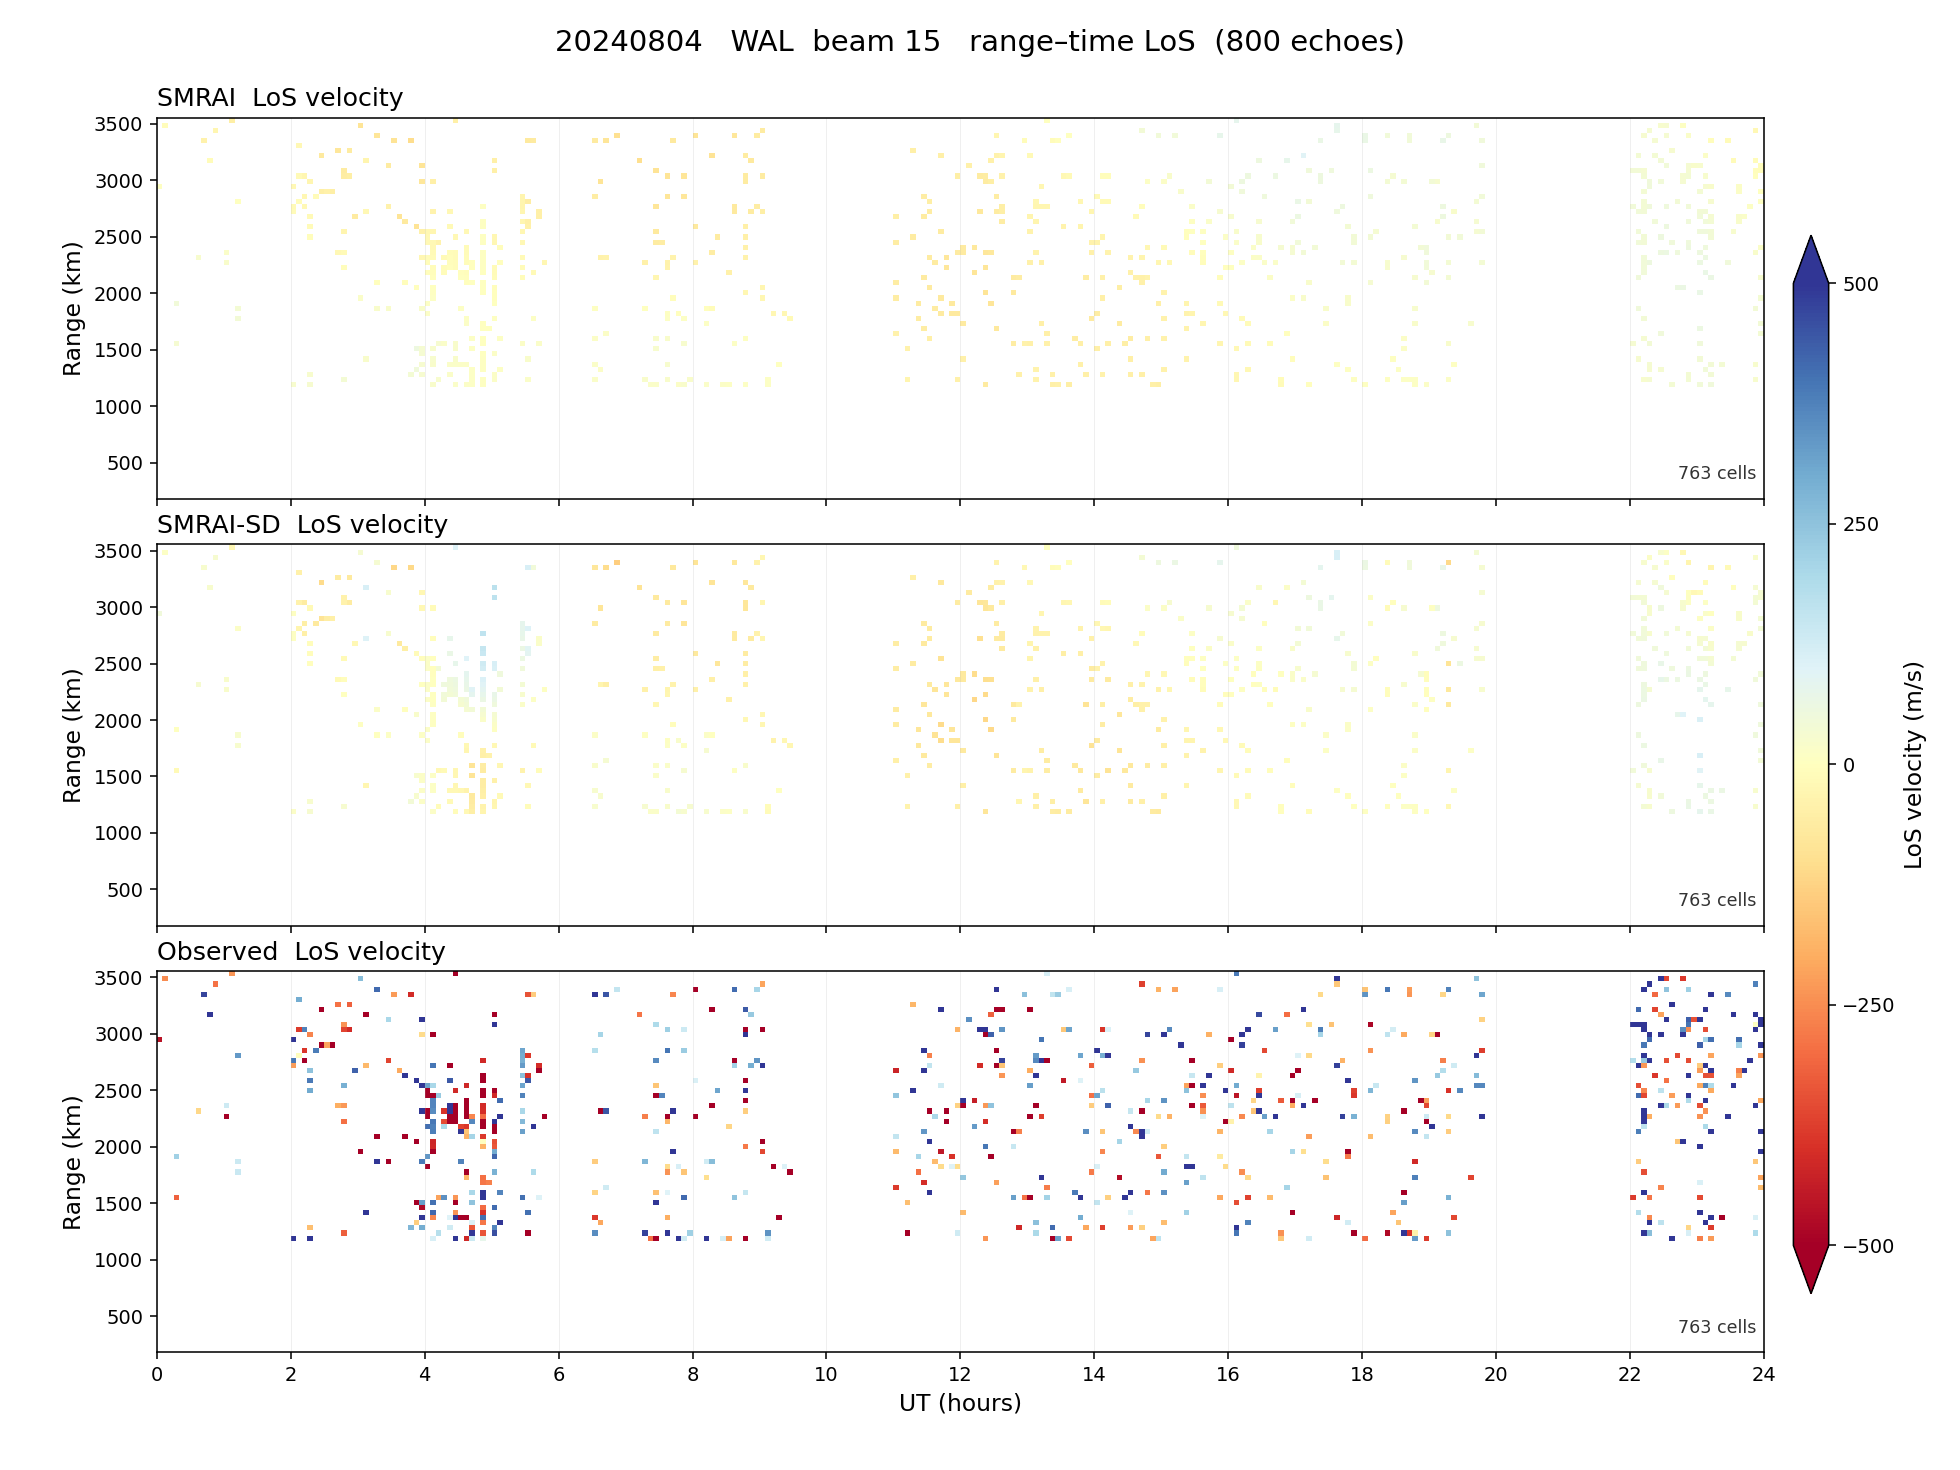 20240804   WAL  beam 15   range–time LoS  (800 echoes)
SMRAI  LoS velocity
3500
3000
2500
2000
1500
1000
500
Range (km)
763 cells
SMRAI-SD  LoS velocity
3500
3000
2500
2000
1500
1000
500
Range (km)
763 cells
Observed  LoS velocity
3500
3000
2500
2000
1500
1000
500
Range (km)
763 cells
0 2 4 6 8 10 12 14 16 18 20 22 24
UT (hours)
500
250
0
−250
−500
LoS velocity (m/s)